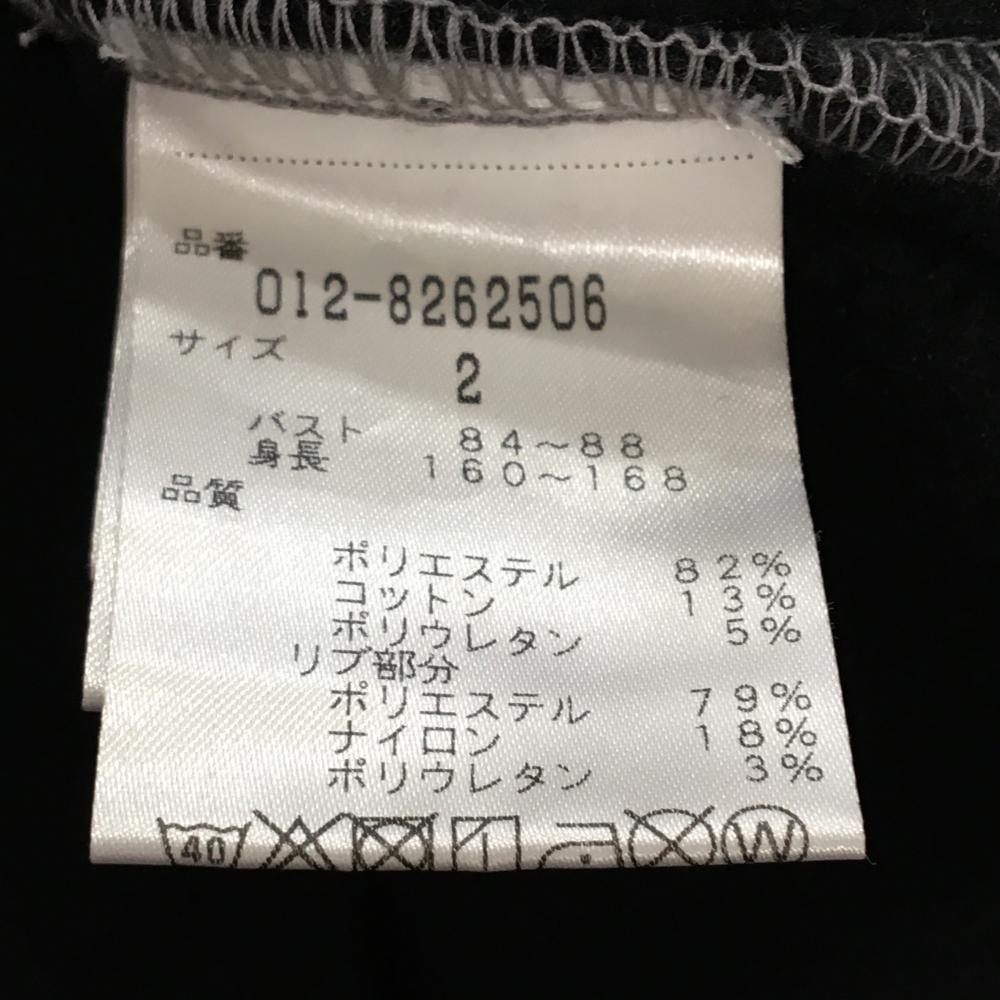 品番
012-8262506
サイズ
2
バスト 84～88
身長 160～168
品質
ポリエステル 82%
コットン 13%
ポリウレタン 5%
リブ部分
ポリエステル 79%
ナイロン 18%
ポリウレタン 3%
40 W